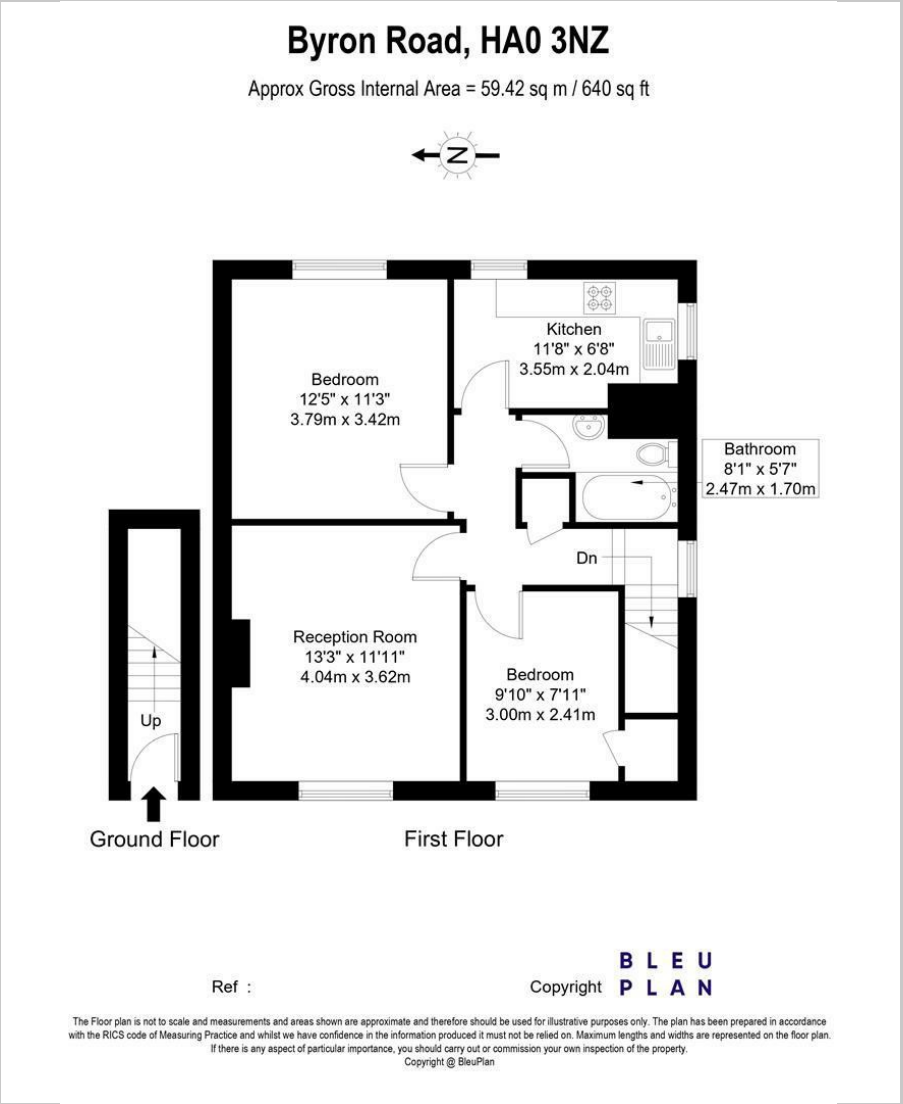 Byron Road, HA0 3NZ
Approx Gross Internal Area = 59.42 sq m / 640 sq ft
N
Kitchen
11'8" x 6'8"
3.55m x 2.04m
Bedroom
12'5" x 11'3"
3.79m x 3.42m
Bathroom
8'1" x 5'7"
2.47m x 1.70m
Dn
Reception Room
13'3" x 11'11"
4.04m x 3.62m
Bedroom
9'10" x 7'11"
3.00m x 2.41m
Up
Ground Floor
First Floor
Ref :
Copyright
BLEU
PLAN
The Floor plan is not to scale and measurements and areas shown are approximate and therefore should be used for illustrative purposes only. The plan has been prepared in accordance
with the RICS code of Measuring Practice and whilst we have confidence in the information produced it must not be relied on. Maximum lengths and widths are represented on the floor plan.
If there is any aspect of particular importance, you should carry out or commission your own inspection of the property.
Copyright @ BleuPlan